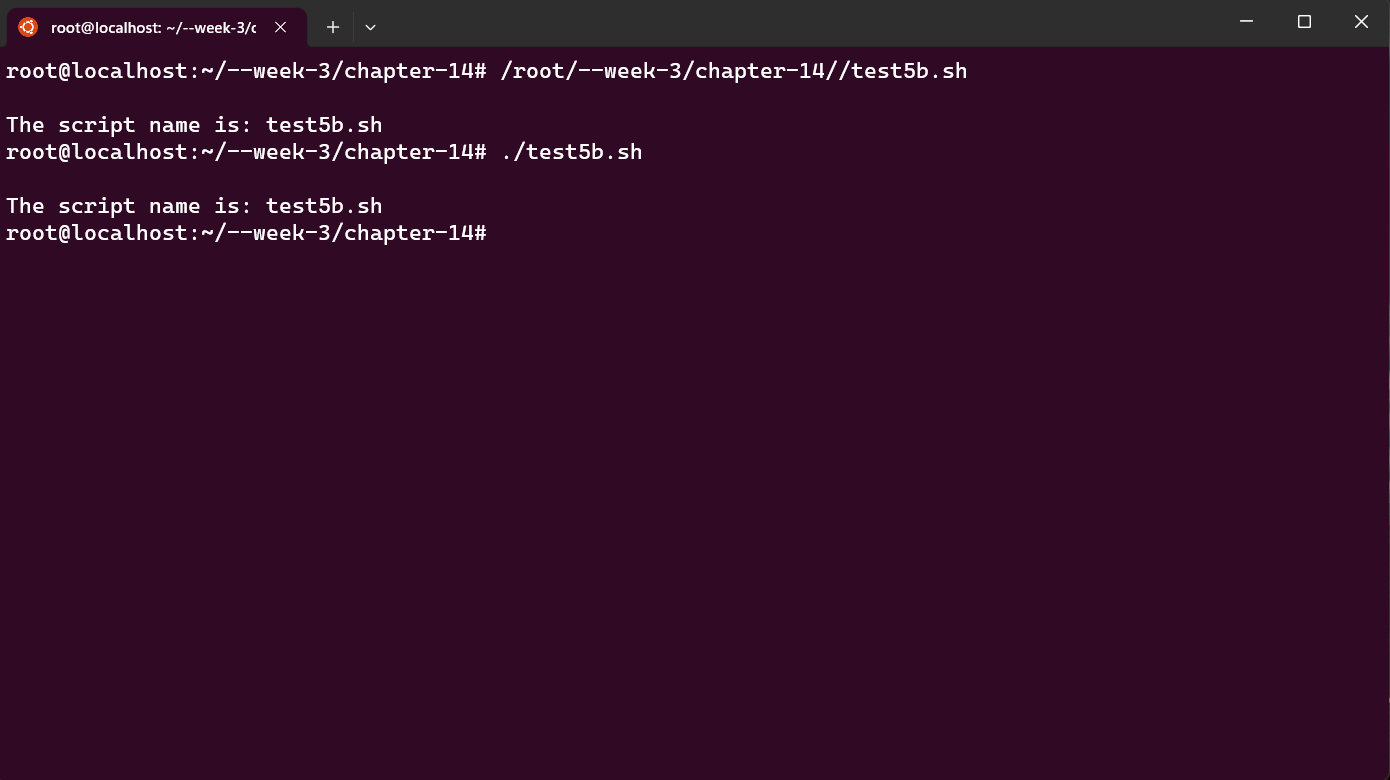 root@localhost: ~/--week-3/c
root@localhost:~/--week-3/chapter-14# /root/--week-3/chapter-14//test5b.sh
The script name is: test5b.sh
root@localhost:~/--week-3/chapter-14# ./test5b.sh
The script name is: test5b.sh
root@localhost:~/--week-3/chapter-14#